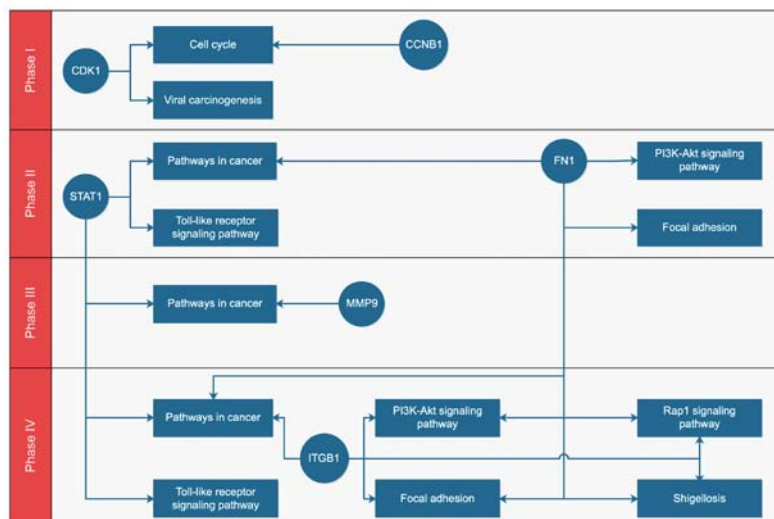 Phase I
CDK1
Cell cycle
CCNB1
Viral carcinogenesis
Phase II
STAT1
Pathways in cancer
FN1
PI3K-Akt signaling
pathway
Toll-like receptor
signaling pathway
Focal adhesion
Phase III
Pathways in cancer
MMP9
Phase IV
Pathways in cancer
ITGB1
PI3K-Akt signaling
pathway
Rap1 signaling
pathway
Toll-like receptor
signaling pathway
Focal adhesion
Shigellosis